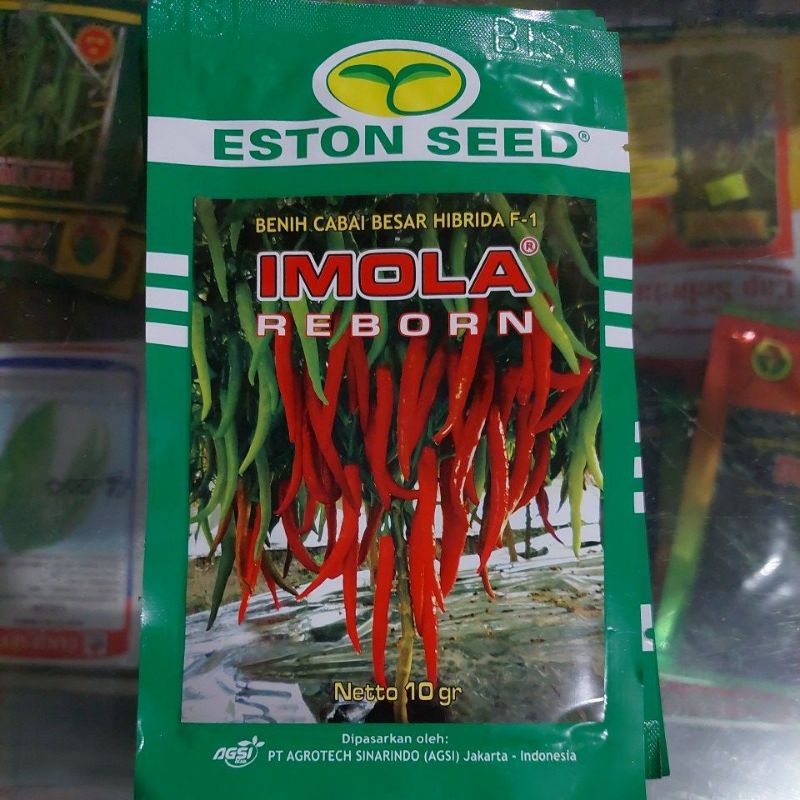 BISI
ESTON SEED®
BENIH CABAI BESAR HIBRIDA F-1
IMOLA®
REBORN
Netto 10 gr
Dipasarkan oleh:
AGSI
PT AGROTECH SINARINDO (AGSI) Jakarta - Indonesia